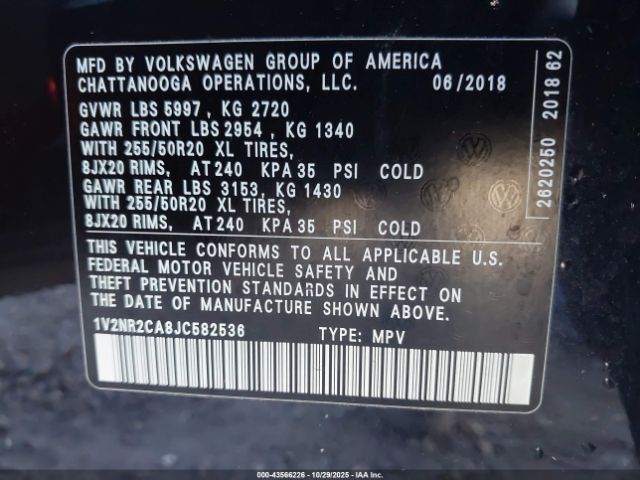 MFD BY VOLKSWAGEN GROUP OF AMERICA
CHATTANOOGA OPERATIONS, LLC. 06/2018
GVWR LBS 5997 , KG 2720
GAWR FRONT LBS 2954 , KG 1340
WITH 255/50R20 XL TIRES,
8JX20 RIMS, AT 240 KPA 35 PSI COLD
GAWR REAR LBS 3153, KG 1430
WITH 255/50R20 XL TIRES,
8JX20 RIMS, AT 240 KPA 35 PSI COLD
THIS VEHICLE CONFORMS TO ALL APPLICABLE U.S.
FEDERAL MOTOR VEHICLE SAFETY AND
THEFT PREVENTION STANDARDS IN EFFECT ON
THE DATE OF MANUFACTURE SHOWN ABOVE.
1V2NR2CA8JC582536 TYPE: MPV
2620250 2018 62
000-43566226 - 10/29/2025 - IAAI.Inc.